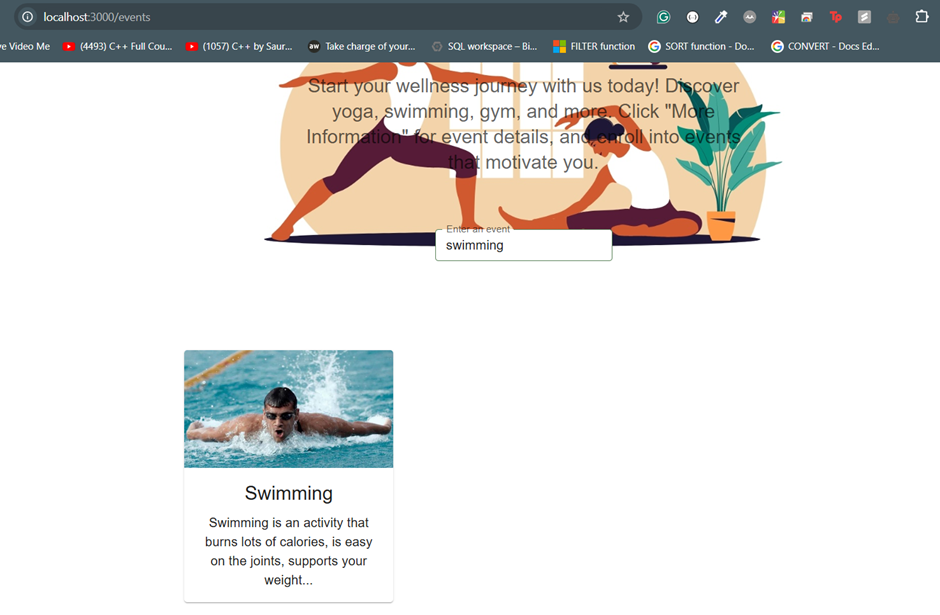 localhost:3000/events
ve Video Me (4493) C++ Full Cou... (1057) C++ by Saur... aw Take charge of your... SQL workspace – Bi... FILTER function SORT function - Do... CONVERT - Docs Ed...
Start your wellness journey with us today! Discover
yoga, swimming, gym, and more. Click "More
Information" for event details, and enroll into events
that motivate you.
Enter an event
swimming
Swimming
Swimming is an activity that
burns lots of calories, is easy
on the joints, supports your
weight...